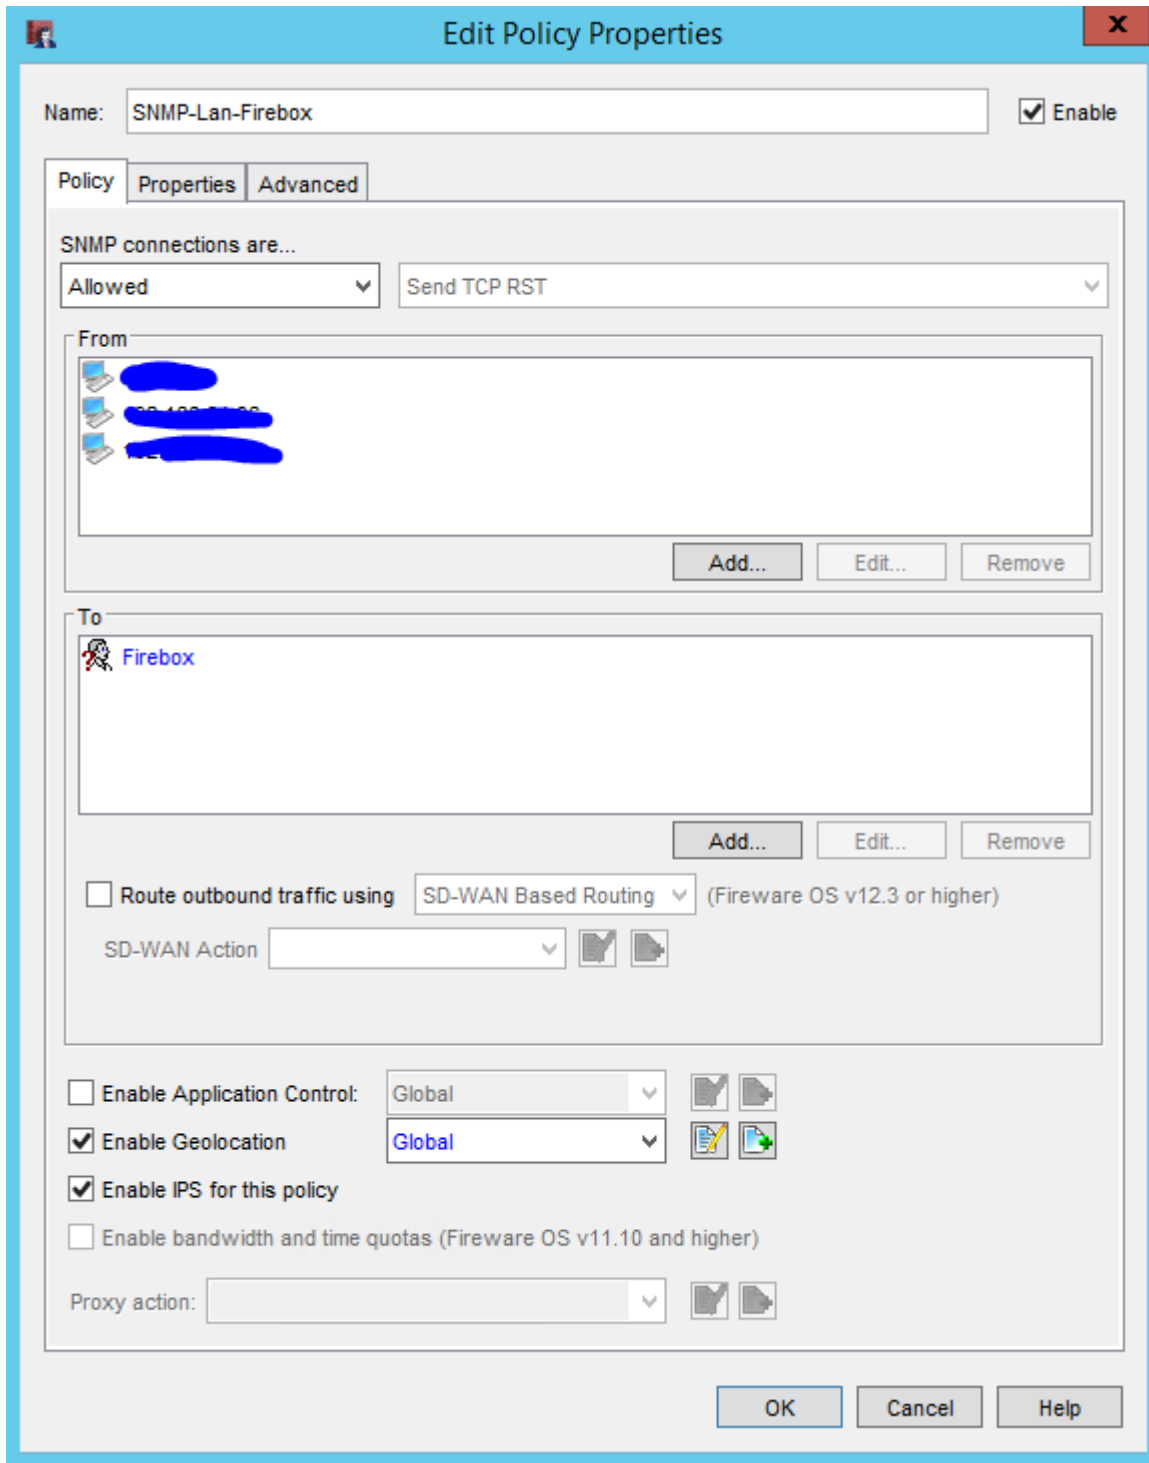 Edit Policy Properties
X
Name: SNMP-Lan-Firebox Enable
Policy Properties Advanced
SNMP connections are...
Allowed Send TCP RST
From
Add... Edit... Remove
To
Firebox
Add... Edit... Remove
Route outbound traffic using SD-WAN Based Routing (Fireware OS v12.3 or higher)
SD-WAN Action
Enable Application Control: Global
Enable Geolocation Global
Enable IPS for this policy
Enable bandwidth and time quotas (Fireware OS v11.10 and higher)
Proxy action:
OK Cancel Help